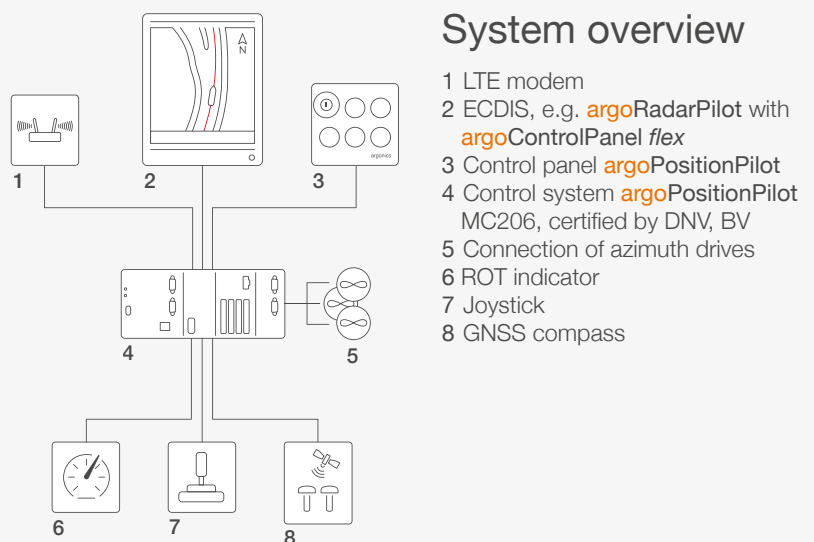 System overview
1 LTE modem
2 ECDIS, e.g. argoRadarPilot with
argoControlPanel flex
3 Control panel argoPositionPilot
4 Control system argoPositionPilot
MC206, certified by DNV, BV
5 Connection of azimuth drives
6 ROT indicator
7 Joystick
8 GNSS compass
N
argonics
1
2
3
4
5
6
7
8